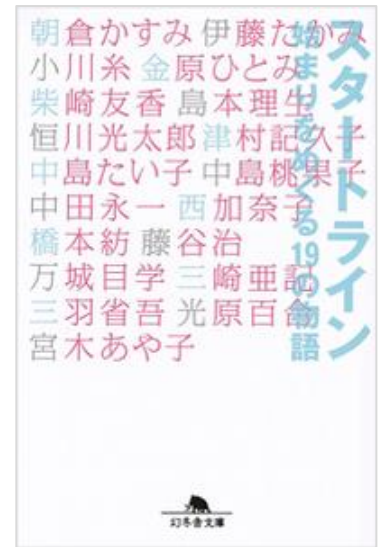 スタートライン
始まりをめぐる19の物語
朝倉かすみ 伊藤たかみ
小川糸 金原ひとみ
柴崎友香 島本理生
恒川光太郎 津村記久子
中島たい子 中島桃果子
中田永一 西加奈子
橋本紡 藤谷治
万城目学 三崎亜記
三羽省吾 光原百合
宮木あや子
幻冬舎文庫